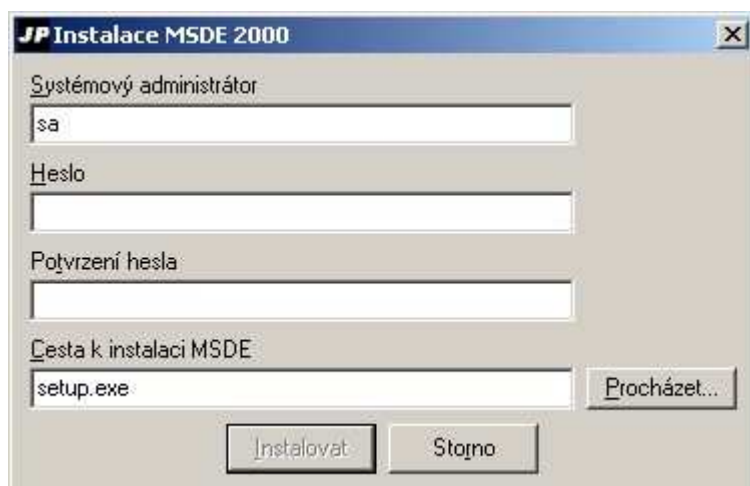 JP Instalace MSDE 2000
Systémový administrátor
sa
Heslo
Potvrzení hesla
Cesta k instalaci MSDE
setup.exe
Procházet...
Instalovat
Storno